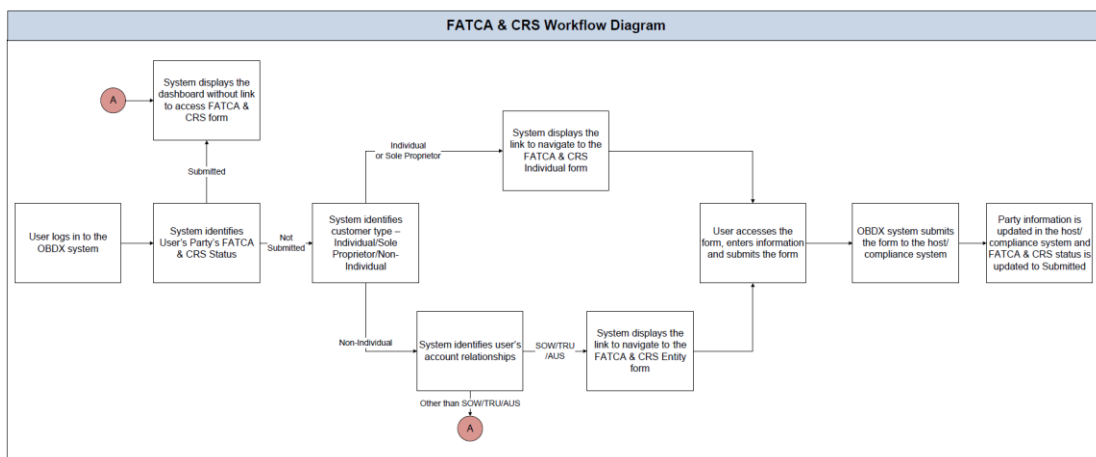 FATCA & CRS Workflow Diagram
A
System displays the
dashboard without link
to access FATCA &
CRS form
Submitted
User logs in to the
OBDX system
System identifies
User's Party's FATCA
& CRS Status
Not
Submitted
System identifies
customer type –
Individual/Sole
Proprietor/Non-
Individual
Individual
or Sole Proprietor
System displays the
link to navigate to the
FATCA & CRS
Individual form
Non-Individual
System identifies user's
account relationships
SOW/TRU
/AUS
System displays the
link to navigate to the
FATCA & CRS Entity
form
Other than SOW/TRU/AUS
A
User accesses the
form, enters information
and submits the form
OBDX system submits
the form to the host/
compliance system
Party information is
updated in the host/
compliance system and
FATCA & CRS status is
updated to Submitted